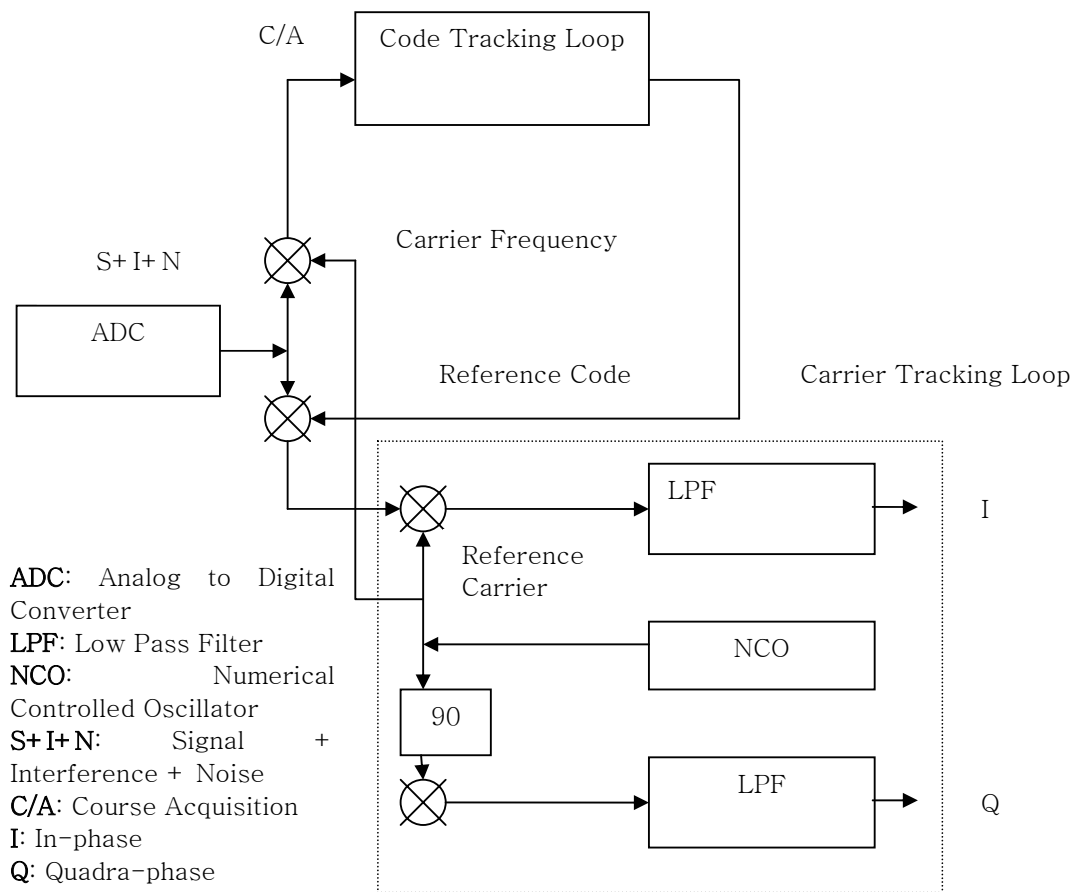 C/A
Code Tracking Loop
Carrier Frequency
S+I+N
ADC
Reference Code
Carrier Tracking Loop
LPF
I
Reference
Carrier
NCO
90
LPF
Q
ADC: Analog to Digital
Converter
LPF: Low Pass Filter
NCO: Numerical
Controlled Oscillator
S+I+N: Signal +
Interference + Noise
C/A: Course Acquisition
I: In-phase
Q: Quadra-phase